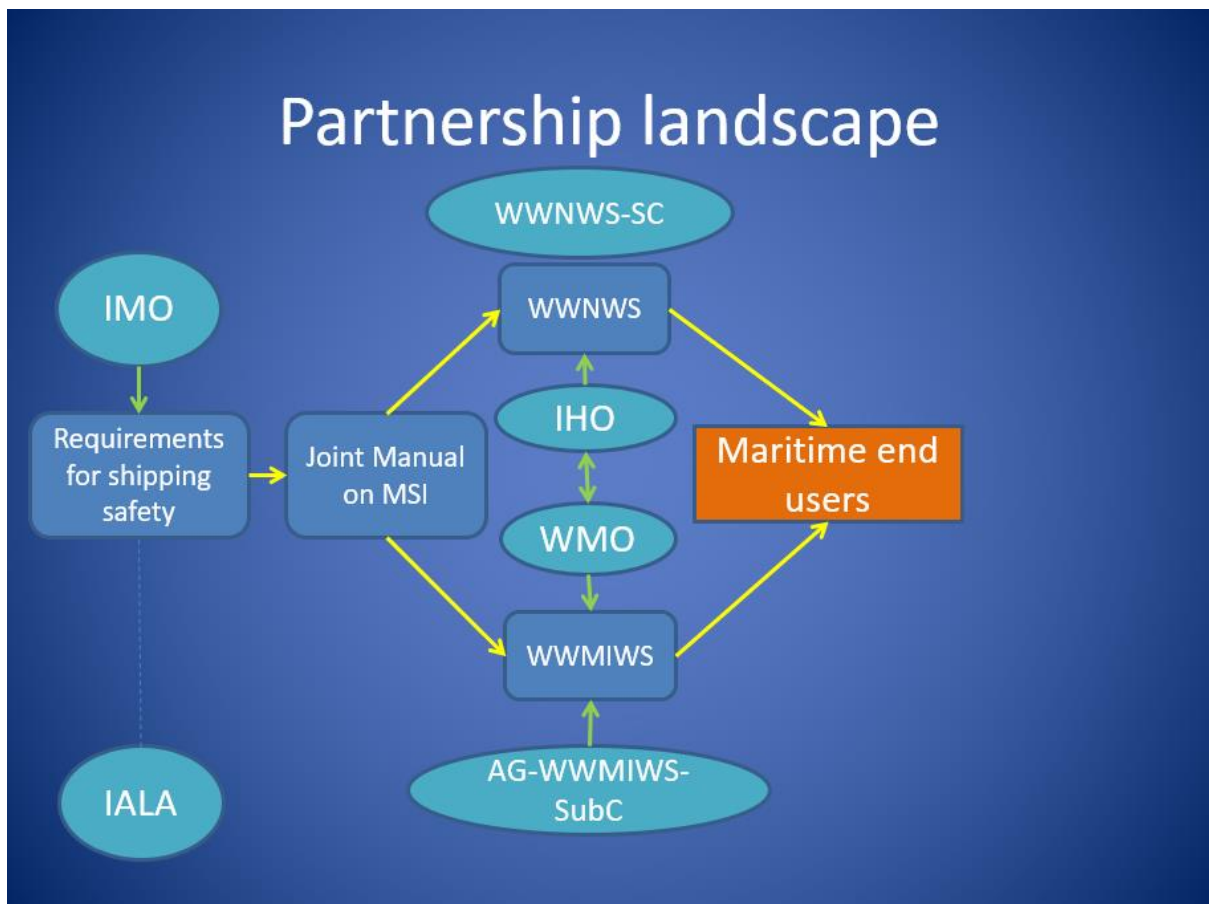 Partnership landscape
WWNWS-SC
IMO
WWNWS
IHO
Requirements
for shipping
safety
Joint Manual
on MSI
Maritime end
users
WMO
WWMIWS
AG-WWMIWS-
SubC
IALA